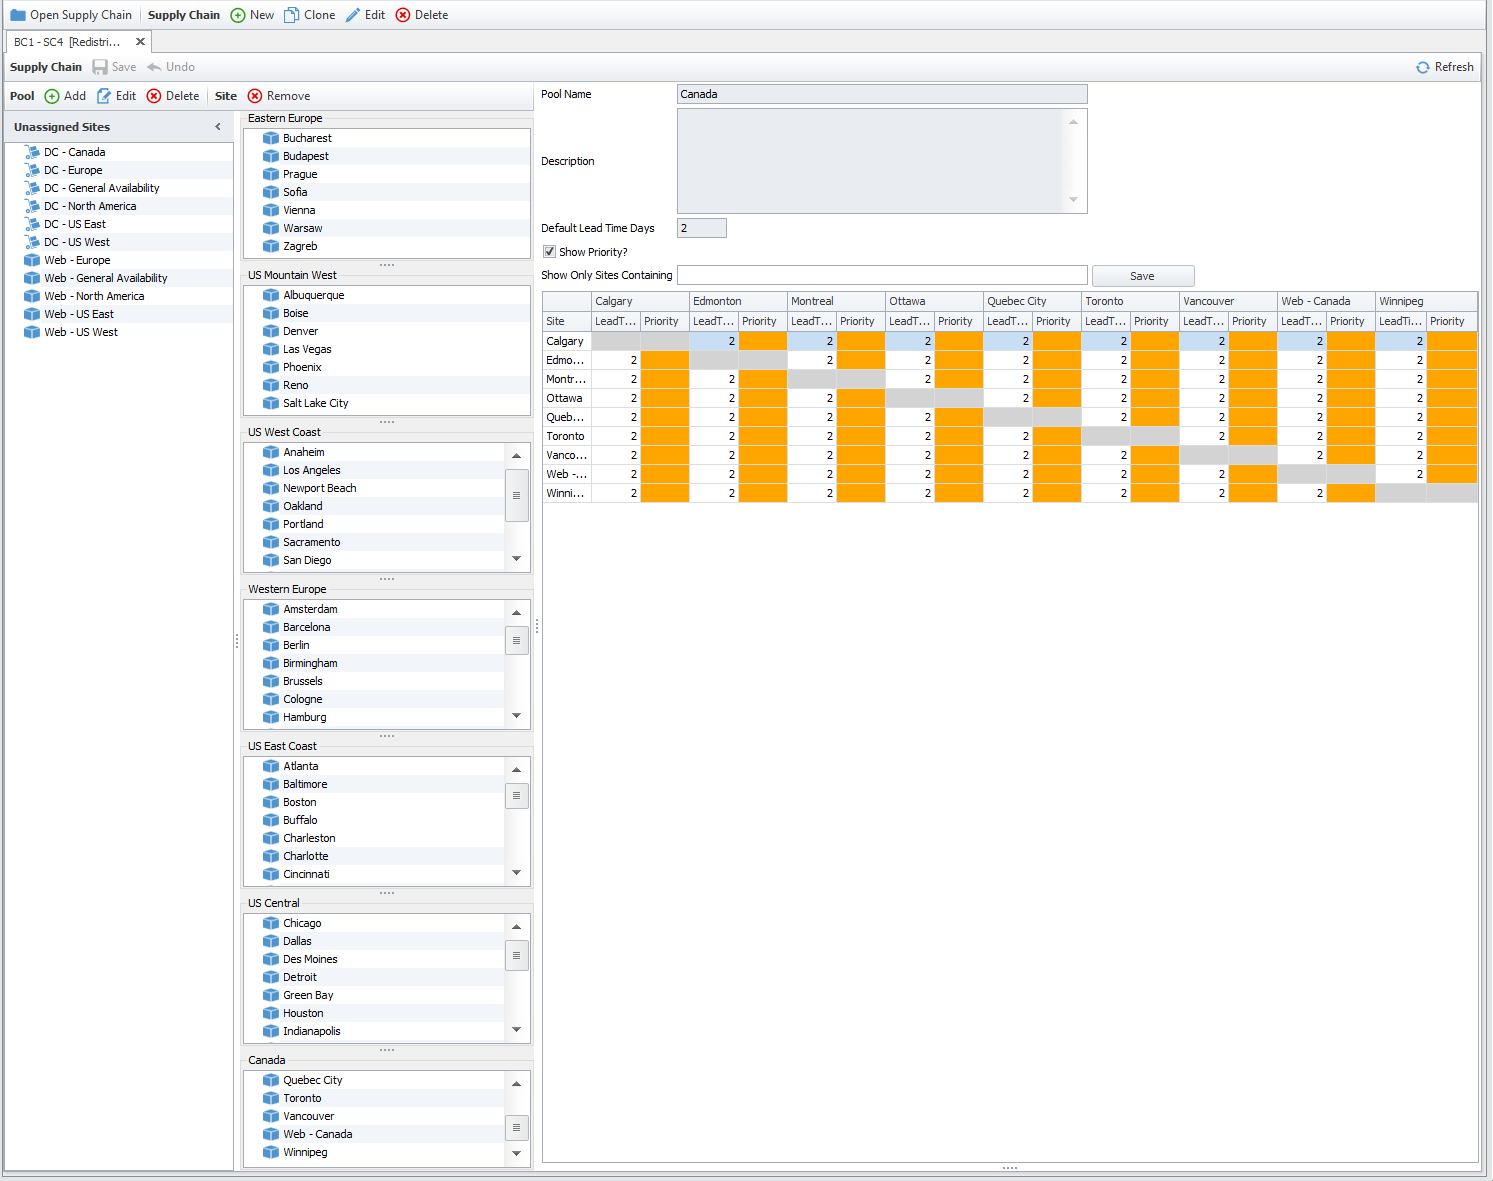 Open Supply Chain Supply Chain New Clone Edit Delete
BC1 - SC4 [Redistri...
Supply Chain Save Undo Refresh
Pool Add Edit Delete Site Remove
Unassigned Sites
DC - Canada
DC - Europe
DC - General Availability
DC - North America
DC - US East
DC - US West
Web - Europe
Web - General Availability
Web - North America
Web - US East
Web - US West
Eastern Europe
Bucharest
Budapest
Prague
Sofia
Vienna
Warsaw
Zagreb
US Mountain West
Albuquerque
Boise
Denver
Las Vegas
Phoenix
Reno
Salt Lake City
US West Coast
Anaheim
Los Angeles
Newport Beach
Oakland
Portland
Sacramento
San Diego
Western Europe
Amsterdam
Barcelona
Berlin
Birmingham
Brussels
Cologne
Hamburg
US East Coast
Atlanta
Baltimore
Boston
Buffalo
Charleston
Charlotte
Cincinnati
US Central
Chicago
Dallas
Des Moines
Detroit
Green Bay
Houston
Indianapolis
Canada
Quebec City
Toronto
Vancouver
Web - Canada
Winnipeg
Pool Name Canada
Description
Default Lead Time Days 2
Show Priority?
Show Only Sites Containing Save
Calgary Edmonton Montreal Ottawa Quebec City Toronto Vancouver Web - Canada Winnipeg
Site LeadT... Priority LeadT... Priority LeadT... Priority LeadT... Priority LeadT... Priority LeadT... Priority LeadT... Priority LeadT... Priority LeadTi... Priority
Calgary 2 2 2 2 2 2 2 2
Edmo... 2 2 2 2 2 2 2 2
Montr... 2 2 2 2 2 2 2 2
Ottawa 2 2 2 2 2 2 2 2
Queb... 2 2 2 2 2 2 2 2
Toronto 2 2 2 2 2 2 2 2
Vanco... 2 2 2 2 2 2 2 2
Web -... 2 2 2 2 2 2 2 2
Winni... 2 2 2 2 2 2 2 2